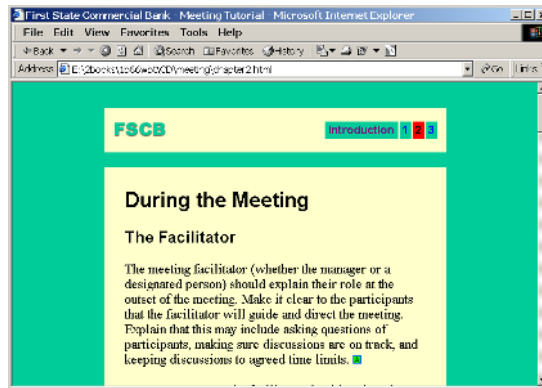 First State Commercial Bank - Meeting Tutorial - Microsoft Internet Explorer
File Edit View Favorites Tools Help
Back Search Favorites History
Address
Go Links
FSCB
Introduction 1 2 3
During the Meeting
The Facilitator
The meeting facilitator (whether the manager or a
designated person) should explain their role at the
outset of the meeting. Make it clear to the participants
that the facilitator will guide and direct the meeting.
Explain that this may include asking questions of
participants, making sure discussions are on track, and
keeping discussions to agreed time limits.